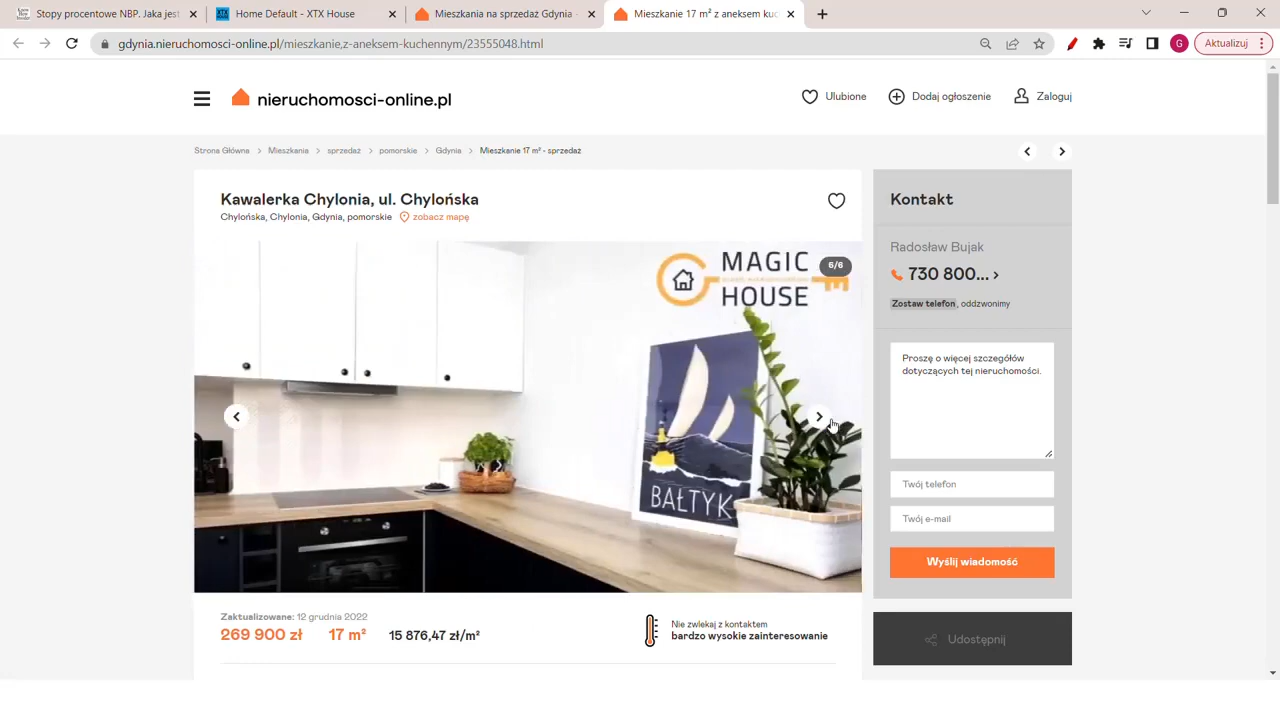 Stopy procentowe NBP. Jaka jest
Home Default - XTX House
Mieszkania na sprzedaż Gdynia -
Mieszkanie 17 m² z aneksem kuc
gdynia.nieruchomosci-online.pl/mieszkanie,z-aneksem-kuchennym/23555048.html
G
Aktualizuj
nieruchomosci-online.pl
Ulubione
Dodaj ogłoszenie
Zaloguj
Strona Główna > Mieszkania > sprzedaż > pomorskie > Gdynia > Mieszkanie 17 m² - sprzedaż
Kawalerka Chylonia, ul. Chylońska
Chylońska, Chylonia, Gdynia, pomorskie
zobacz mapę
MAGIC
HOUSE
6/6
BAŁTYK
Zaktualizowane: 12 grudnia 2022
269 900 zł 17 m² 15 876,47 zł/m²
Nie zwlekaj z kontaktem
bardzo wysokie zainteresowanie
Kontakt
Radosław Bujak
730 800... >
Zostaw telefon, oddzwonimy
Proszę o więcej szczegółów
dotyczących tej nieruchomości.
Twój telefon
Twój e-mail
Wyślij wiadomość
Udostępnij